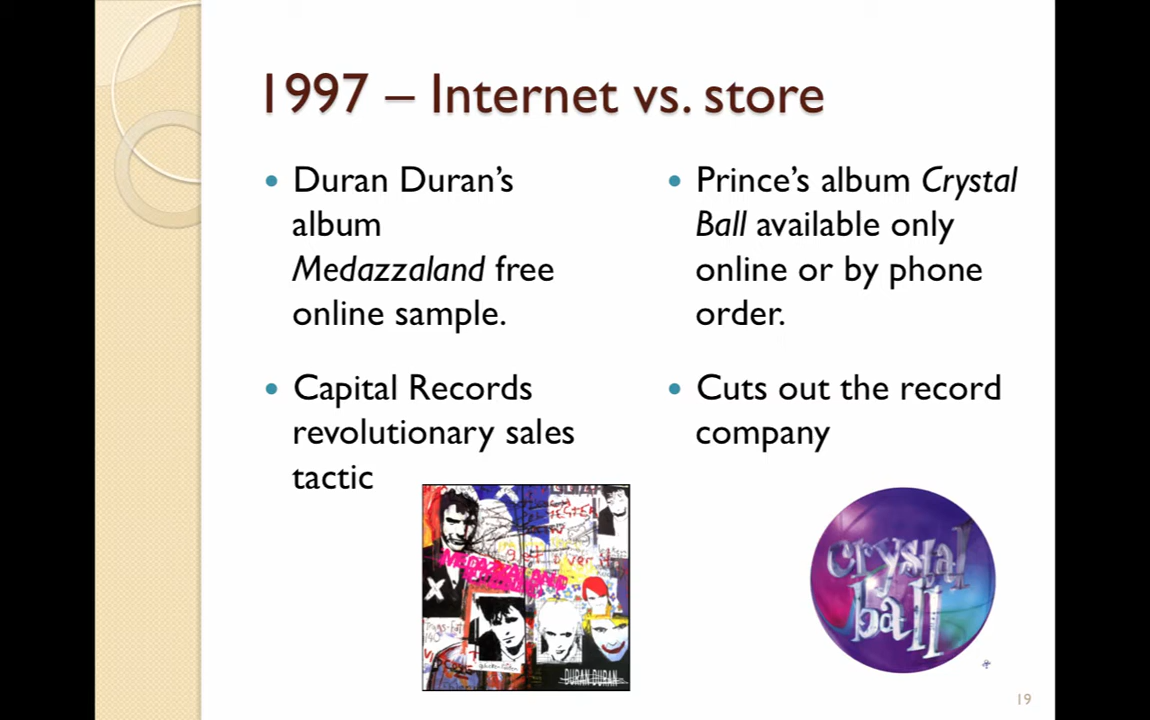 1997 – Internet vs. store
• Duran Duran’s
album
Medazzaland free
online sample.
• Capital Records
revolutionary sales
tactic
• Prince’s album Crystal
Ball available only
online or by phone
order.
• Cuts out the record
company
DURAN DURAN
crystal
ball
19